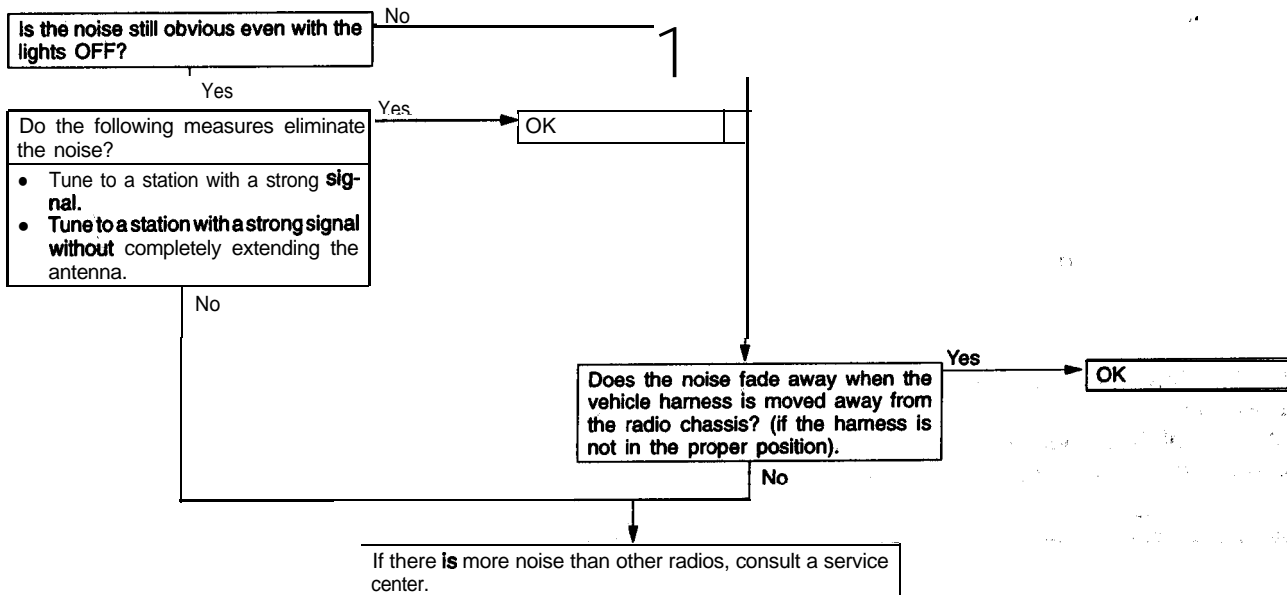 Is the noise still obvious even with the
lights OFF?
No
Yes
Do the following measures eliminate
the noise?
Yes
OK
● Tune to a station with a strong sig-
nal.
● Tune to a station with a strong signal
without completely extending the
antenna.
No
Does the noise fade away when the
vehicle harness is moved away from
the radio chassis? (if the harness is
not in the proper position).
Yes
OK
No
If there is more noise than other radios, consult a service
center.